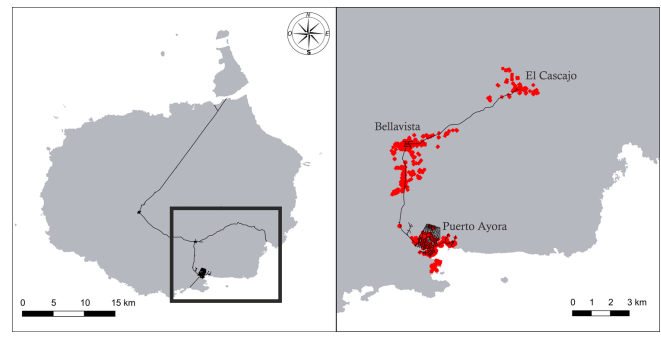 N
O
E
S
0 5 10 15 km
El Cascajo
Bellavista
Puerto Ayora
0 1 2 3 km